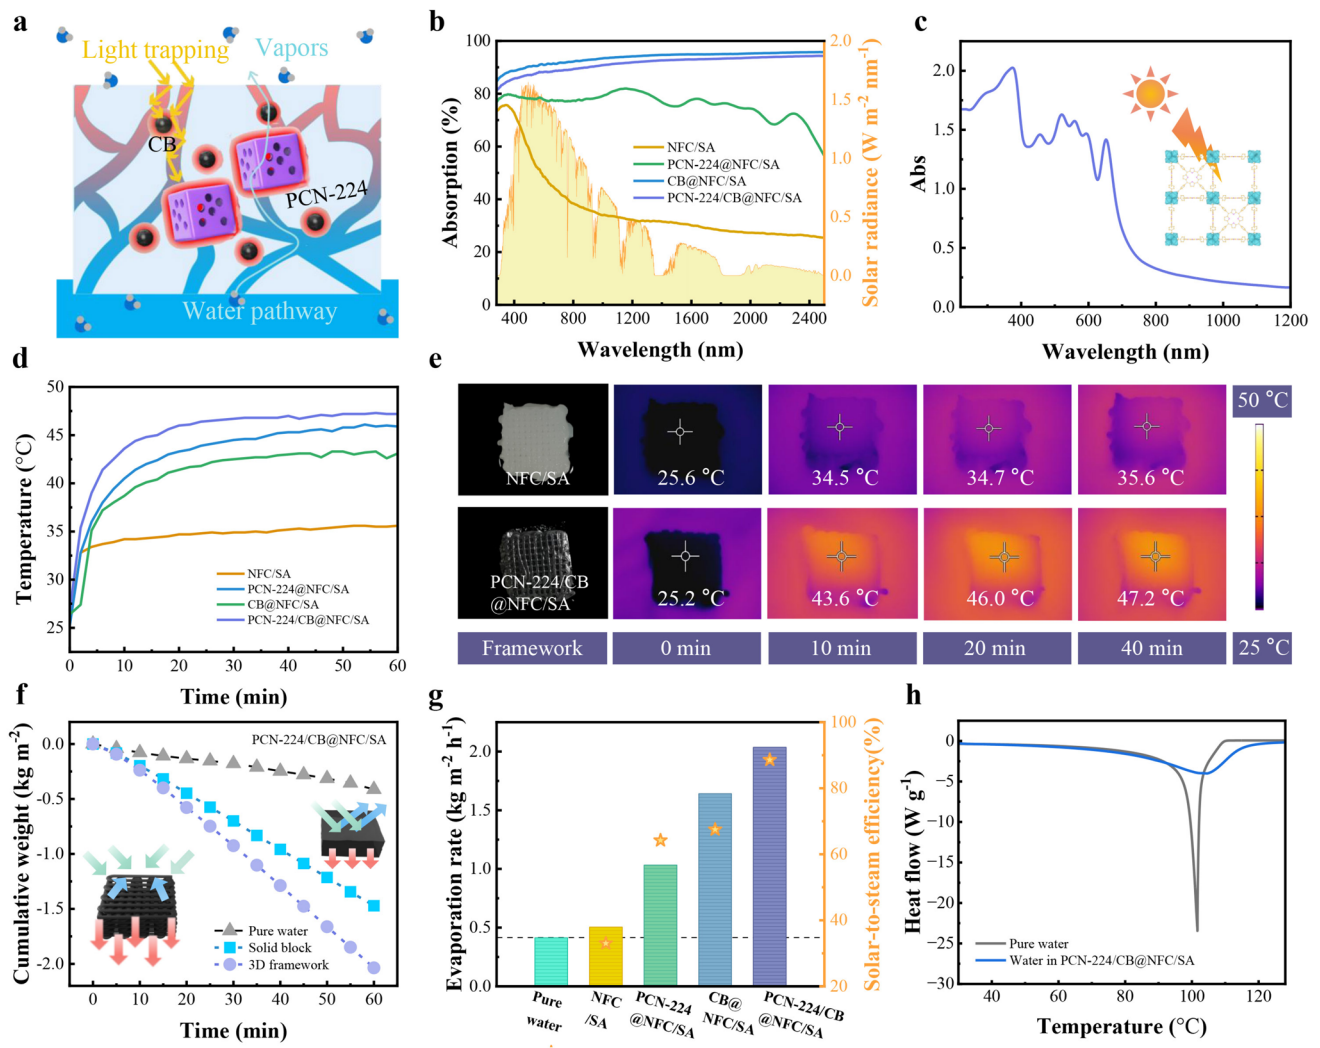 a
Light trapping
Vapors
CB
PCN-224
Water pathway
b
Absorption (%)
100
80
60
40
20
0
NFC/SA
PCN-224@NFC/SA
CB@NFC/SA
PCN-224/CB@NFC/SA
2.0
1.5
1.0
0.5
0.0
Solar radiance (W m-2 nm-1)
400 800 1200 1600 2000 2400
Wavelength (nm)
c
Abs
2.0
1.5
1.0
0.5
0.0
400 600 800 1000 1200
Wavelength (nm)
d
Temperature (°C)
50
45
40
35
30
25
NFC/SA
PCN-224@NFC/SA
CB@NFC/SA
PCN-224/CB@NFC/SA
0 10 20 30 40 50 60
Time (min)
e
NFC/SA
25.6 °C
34.5 °C
34.7 °C
35.6 °C
PCN-224/CB
@NFC/SA
25.2 °C
43.6 °C
46.0 °C
47.2 °C
Framework
0 min
10 min
20 min
40 min
50 °C
25 °C
f
Cumulative weight (kg m-2)
0.0
-0.5
-1.0
-1.5
-2.0
PCN-224/CB@NFC/SA
Pure water
Solid block
3D framework
0 10 20 30 40 50 60
Time (min)
g
Evaporation rate (kg m-2 h-1)
2.0
1.5
1.0
0.5
0.0
100
80
60
40
20
Solar-to-steam efficiency(%)
Pure
water
NFC
/SA
PCN-224
@NFC/SA
CB@
NFC/SA
PCN-224/CB
@NFC/SA
h
Heat flow (W g-1)
0
−5
−10
−15
−20
−25
−30
Pure water
Water in PCN-224/CB@NFC/SA
40 60 80 100 120
Temperature (°C)